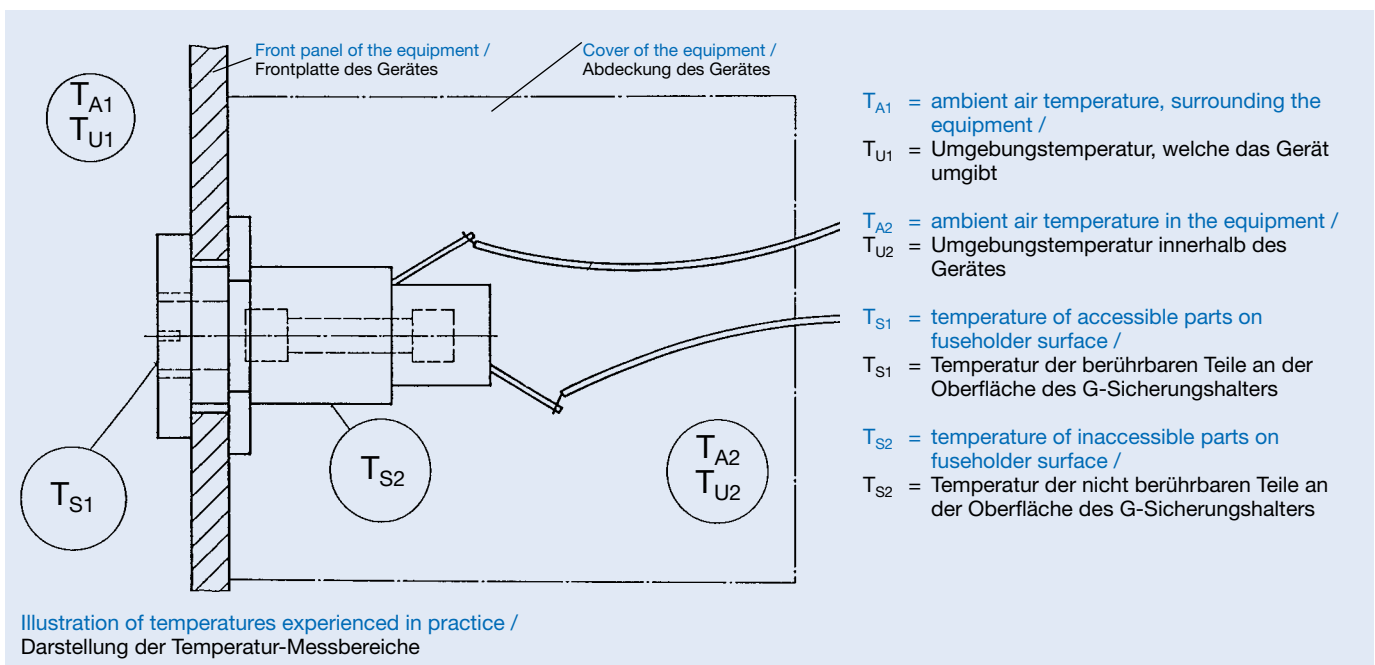 Front panel of the equipment /
Frontplatte des Gerätes
Cover of the equipment /
Abdeckung des Gerätes
TA1
TU1
TS1
TS2
TA2
TU2
TA1 = ambient air temperature, surrounding the
equipment /
TU1 = Umgebungstemperatur, welche das Gerät
umgibt
TA2 = ambient air temperature in the equipment /
TU2 = Umgebungstemperatur innerhalb des
Gerätes
TS1 = temperature of accessible parts on
fuseholder surface /
TS1 = Temperatur der berührbaren Teile an der
Oberfläche des G-Sicherungshalters
TS2 = temperature of inaccessible parts on
fuseholder surface /
TS2 = Temperatur der nicht berührbaren Teile an
der Oberfläche des G-Sicherungshalters
Illustration of temperatures experienced in practice /
Darstellung der Temperatur-Messbereiche